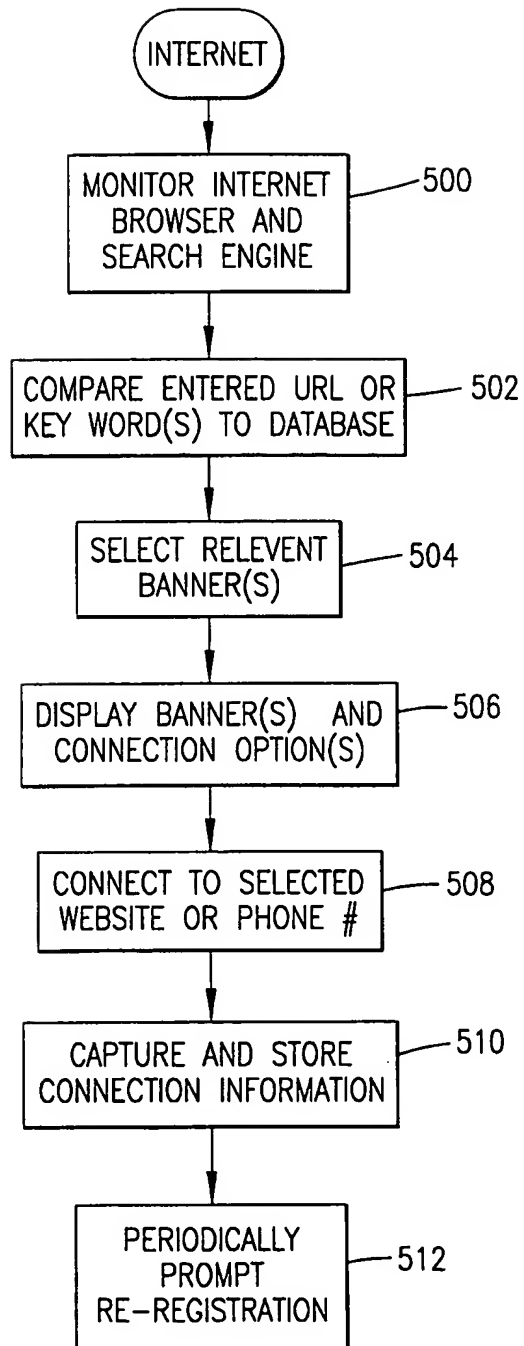 INTERNET
MONITOR INTERNET
BROWSER AND
SEARCH ENGINE
500
COMPARE ENTERED URL OR
KEY WORD(S) TO DATABASE
502
SELECT RELEVENT
BANNER(S)
504
DISPLAY BANNER(S) AND
CONNECTION OPTION(S)
506
CONNECT TO SELECTED
WEBSITE OR PHONE #
508
CAPTURE AND STORE
CONNECTION INFORMATION
510
PERIODICALLY
PROMPT
RE-REGISTRATION
512